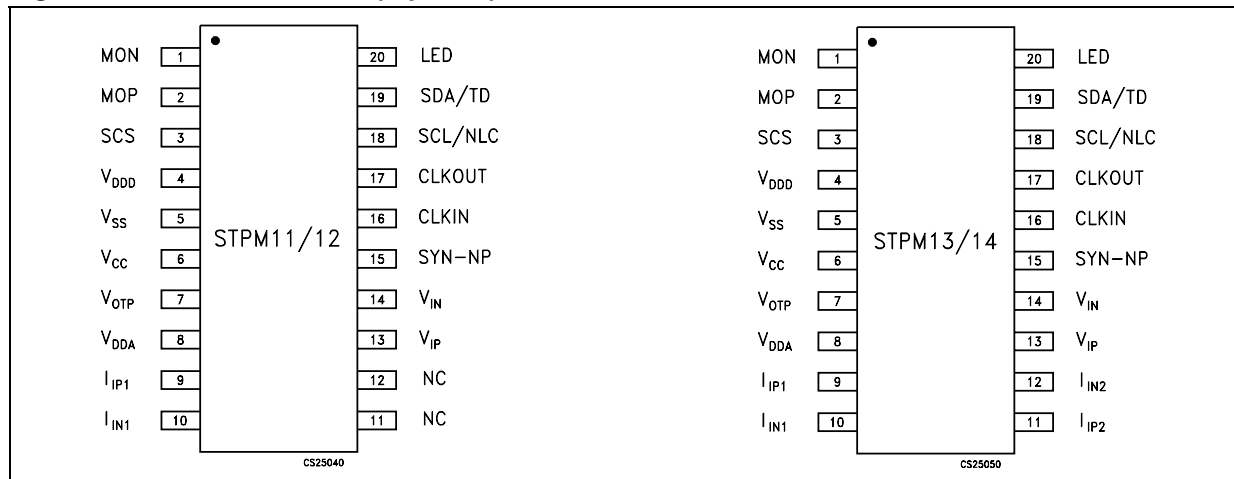 MON 1 20 LED
MOP 2 19 SDA/TD
SCS 3 18 SCL/NLC
VDDD 4 17 CLKOUT
VSS 5 16 CLKIN
STPM11/12
VCC 6 15 SYN-NP
VOTP 7 14 VIN
VDDA 8 13 VIP
IIP1 9 12 NC
IIN1 10 11 NC
CS25040
MON 1 20 LED
MOP 2 19 SDA/TD
SCS 3 18 SCL/NLC
VDDD 4 17 CLKOUT
VSS 5 16 CLKIN
STPM13/14
VCC 6 15 SYN-NP
VOTP 7 14 VIN
VDDA 8 13 VIP
IIP1 9 12 IIN2
IIN1 10 11 IIP2
CS25050